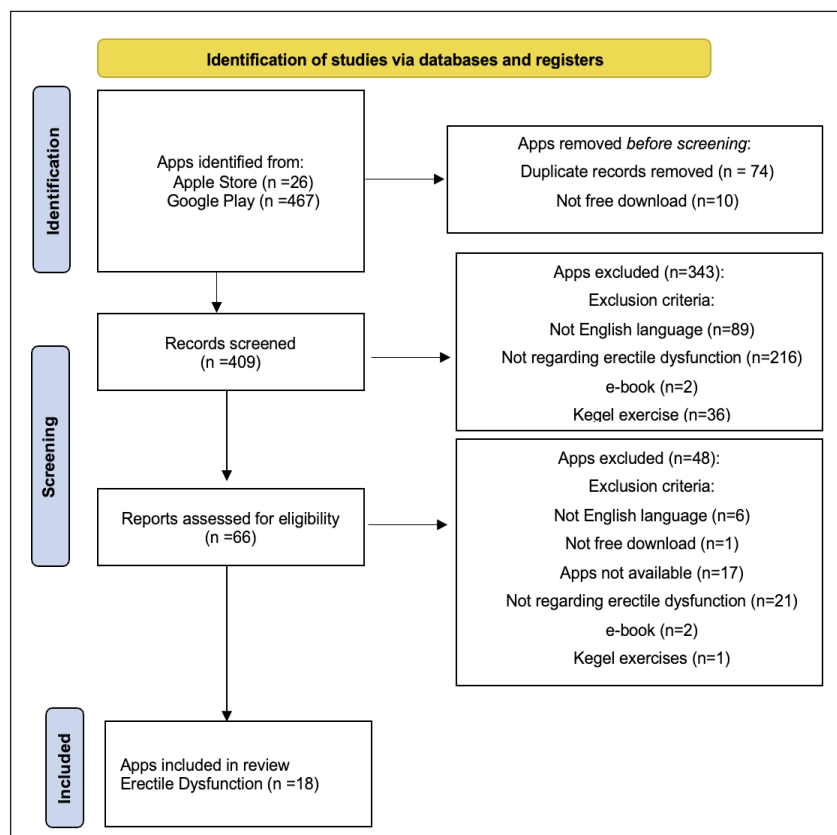 Identification of studies via databases and registers
Identification
Apps identified from:
Apple Store (n =26)
Google Play (n =467)
Apps removed before screening:
Duplicate records removed (n = 74)
Not free download (n=10)
Screening
Records screened
(n =409)
Apps excluded (n=343):
Exclusion criteria:
Not English language (n=89)
Not regarding erectile dysfunction (n=216)
e-book (n=2)
Kegel exercise (n=36)
Reports assessed for eligibility
(n =66)
Apps excluded (n=48):
Exclusion criteria:
Not English language (n=6)
Not free download (n=1)
Apps not available (n=17)
Not regarding erectile dysfunction (n=21)
e-book (n=2)
Kegel exercises (n=1)
Included
Apps included in review
Erectile Dysfunction (n =18)